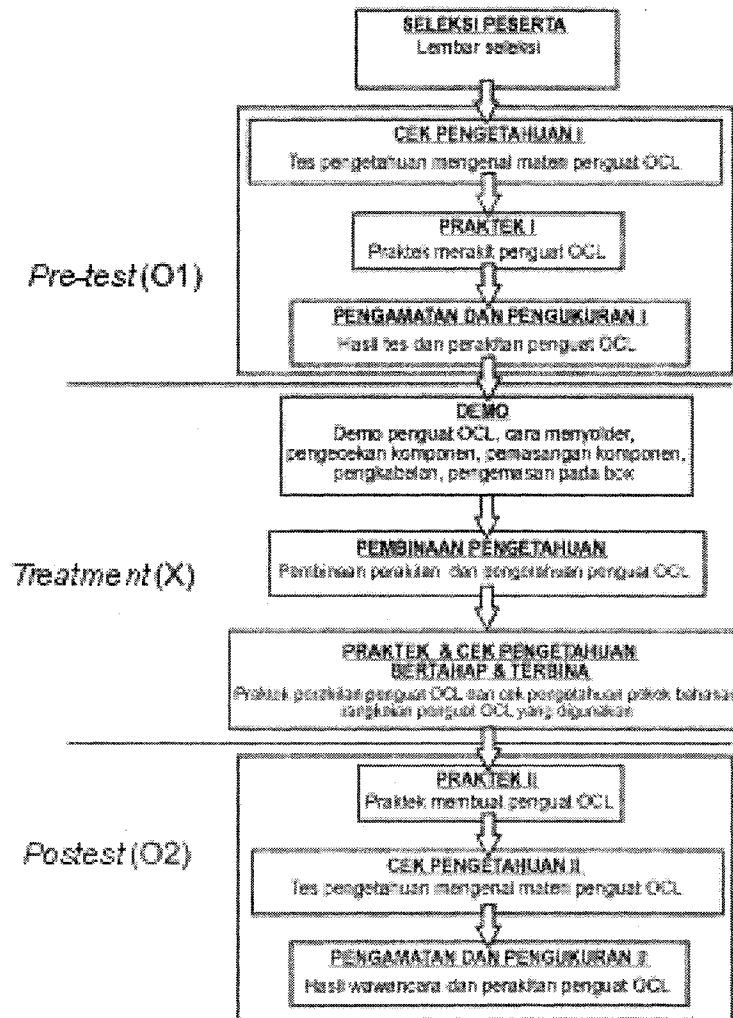 SELEKSI PESERTA
Lembar seleksi
CEK PENGETAHUAN I
Tes pengetahuan mengenai materi penguat OCL
PRAKTEK I
Praktek merakit penguat OCL
Pre-test (O1)
PENGAMATAN DAN PENGUKURAN I
Hasil tes dan perakitan penguat OCL
DEMO
Demo penguat OCL, cara menyolder,
pengecekan komponen, pemasangan komponen,
pengkabelan, pengemasan pada box
Treatment (X)
PEMBINAAN PENGETAHUAN
Pembinaan perakitan dan pengetahuan penguat OCL
PRAKTEK & CEK PENGETAHUAN
BERTAHAP & TERBINA
Praktek perakitan penguat OCL dan cek pengetahuan pokok bahasan
rangkaian penguat OCL yang digunakan
PRAKTEK II
Praktek membuat penguat OCL
Postest (O2)
CEK PENGETAHUAN II
Tes pengetahuan mengenai materi penguat OCL
PENGAMATAN DAN PENGUKURAN II
Hasil wawancara dan perakitan penguat OCL